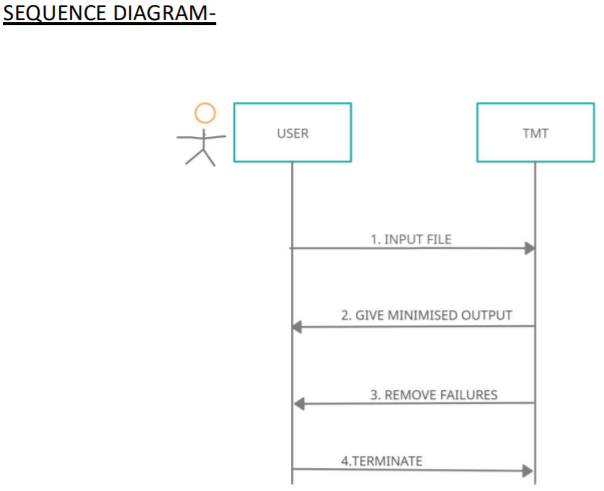 SEQUENCE DIAGRAM-
USER
TMT
1. INPUT FILE
2. GIVE MINIMISED OUTPUT
3. REMOVE FAILURES
4.TERMINATE